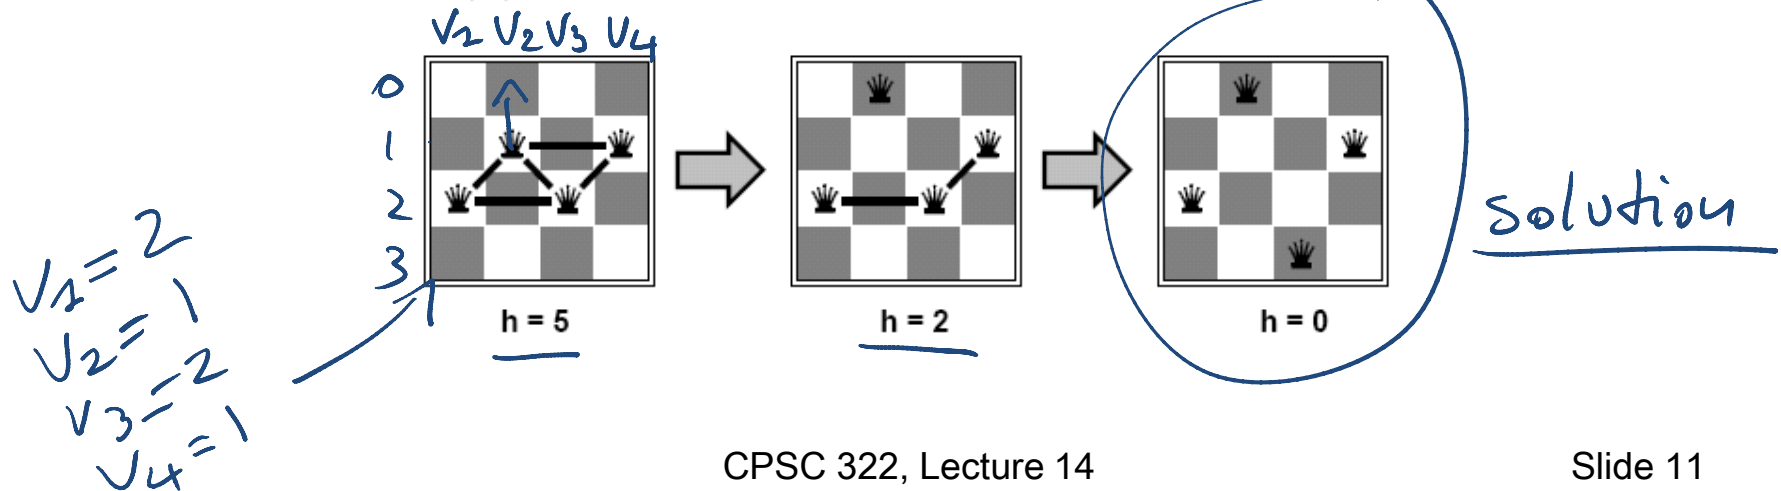 V1 V2 V3 V4
0
1
2
3
solution
V1 = 2
V2 = 1
V3 = 2
V4 = 1
h = 5 h = 2 h = 0
CPSC 322, Lecture 14 Slide 11